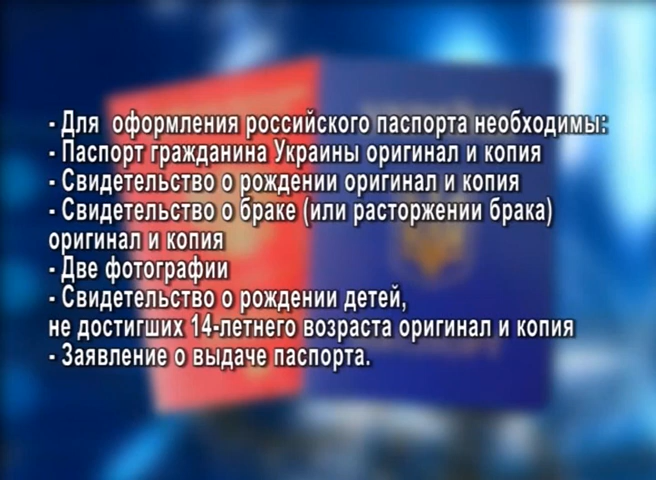 - Для оформления российского паспорта необходимы:
- Паспорт гражданина Украины оригинал и копия
- Свидетельство о рождении оригинал и копия
- Свидетельство о браке (или расторжении брака)
оригинал и копия
- Две фотографии
- Свидетельство о рождении детей,
не достигших 14-летнего возраста оригинал и копия
- Заявление о выдаче паспорта.